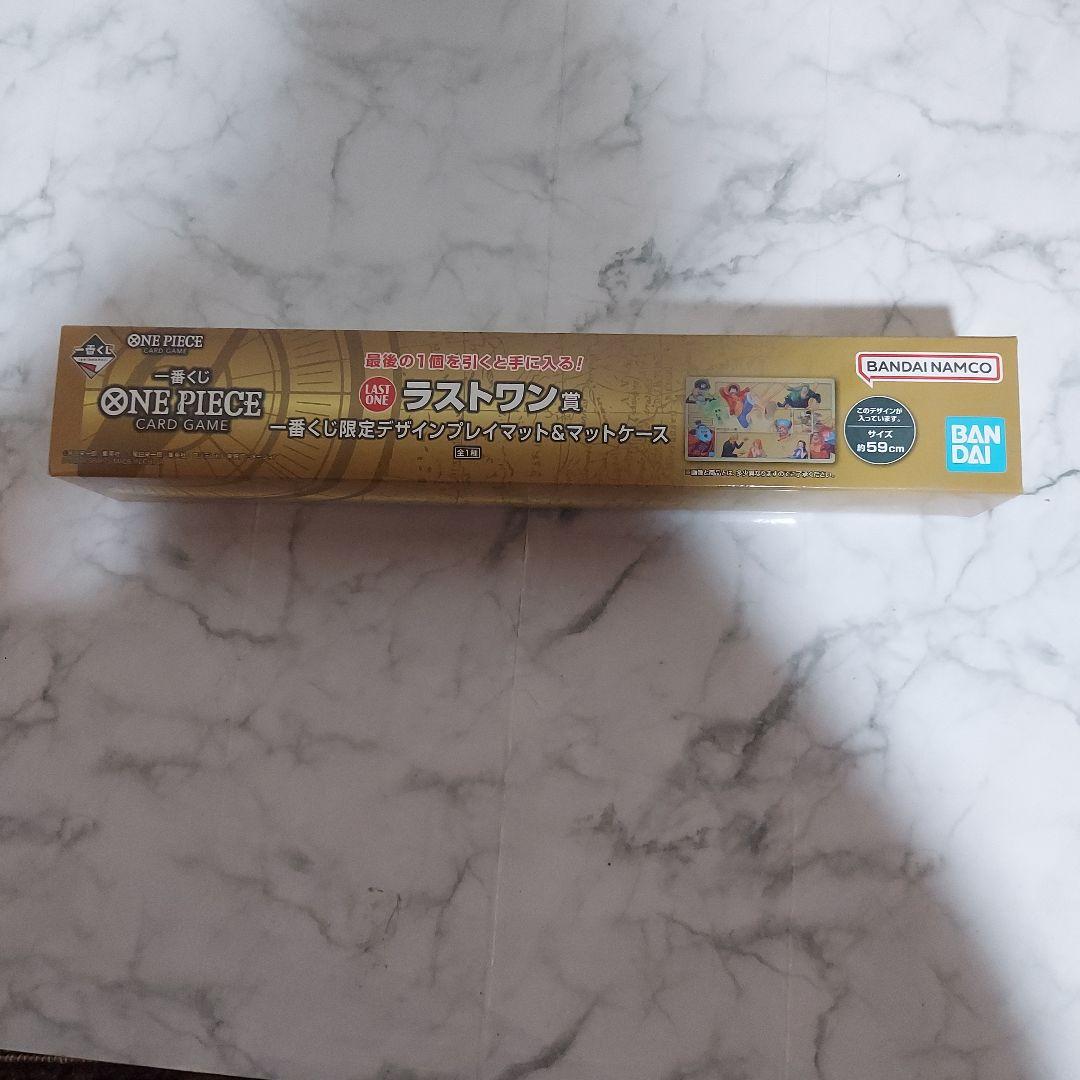 一番くじ
ONE PIECE
CARD GAME
一番くじ
ONE PIECE
CARD GAME
最後の1個を引くと手に入る!
LAST ONE
ラストワン賞
一番くじ限定デザインプレイマット&マットケース
全1種
BANDAI NAMCO
このデザインが
入っています。
サイズ
約59cm
BAN
DAI